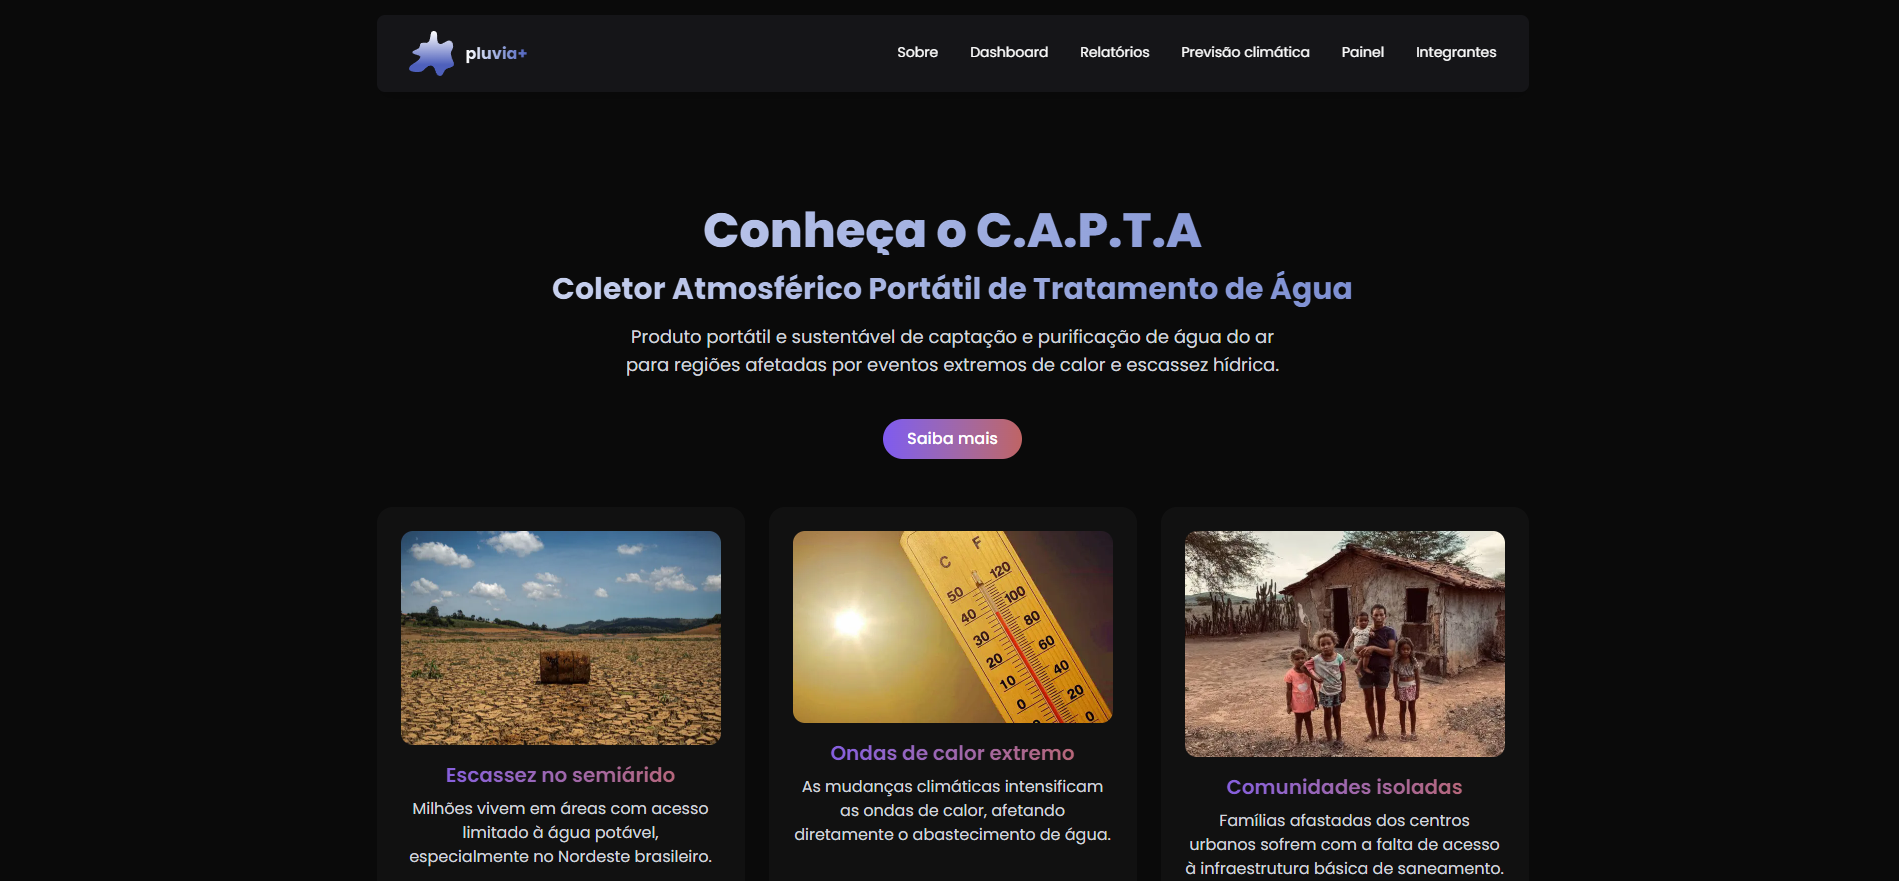 pluvia+
Sobre
Dashboard
Relatórios
Previsão climática
Painel
Integrantes
Conheça o C.A.P.T.A
Coletor Atmosférico Portátil de Tratamento de Água
Produto portátil e sustentável de captação e purificação de água do ar
para regiões afetadas por eventos extremos de calor e escassez hídrica.
Saiba mais
Escassez no semiárido
Milhões vivem em áreas com acesso
limitado à água potável,
especialmente no Nordeste brasileiro.
C F
50 120
40 100
30 80
20 60
10 40
0 20
0 0
Ondas de calor extremo
As mudanças climáticas intensificam
as ondas de calor, afetando
diretamente o abastecimento de água.
Comunidades isoladas
Famílias afastadas dos centros
urbanos sofrem com a falta de acesso
à infraestrutura básica de saneamento.